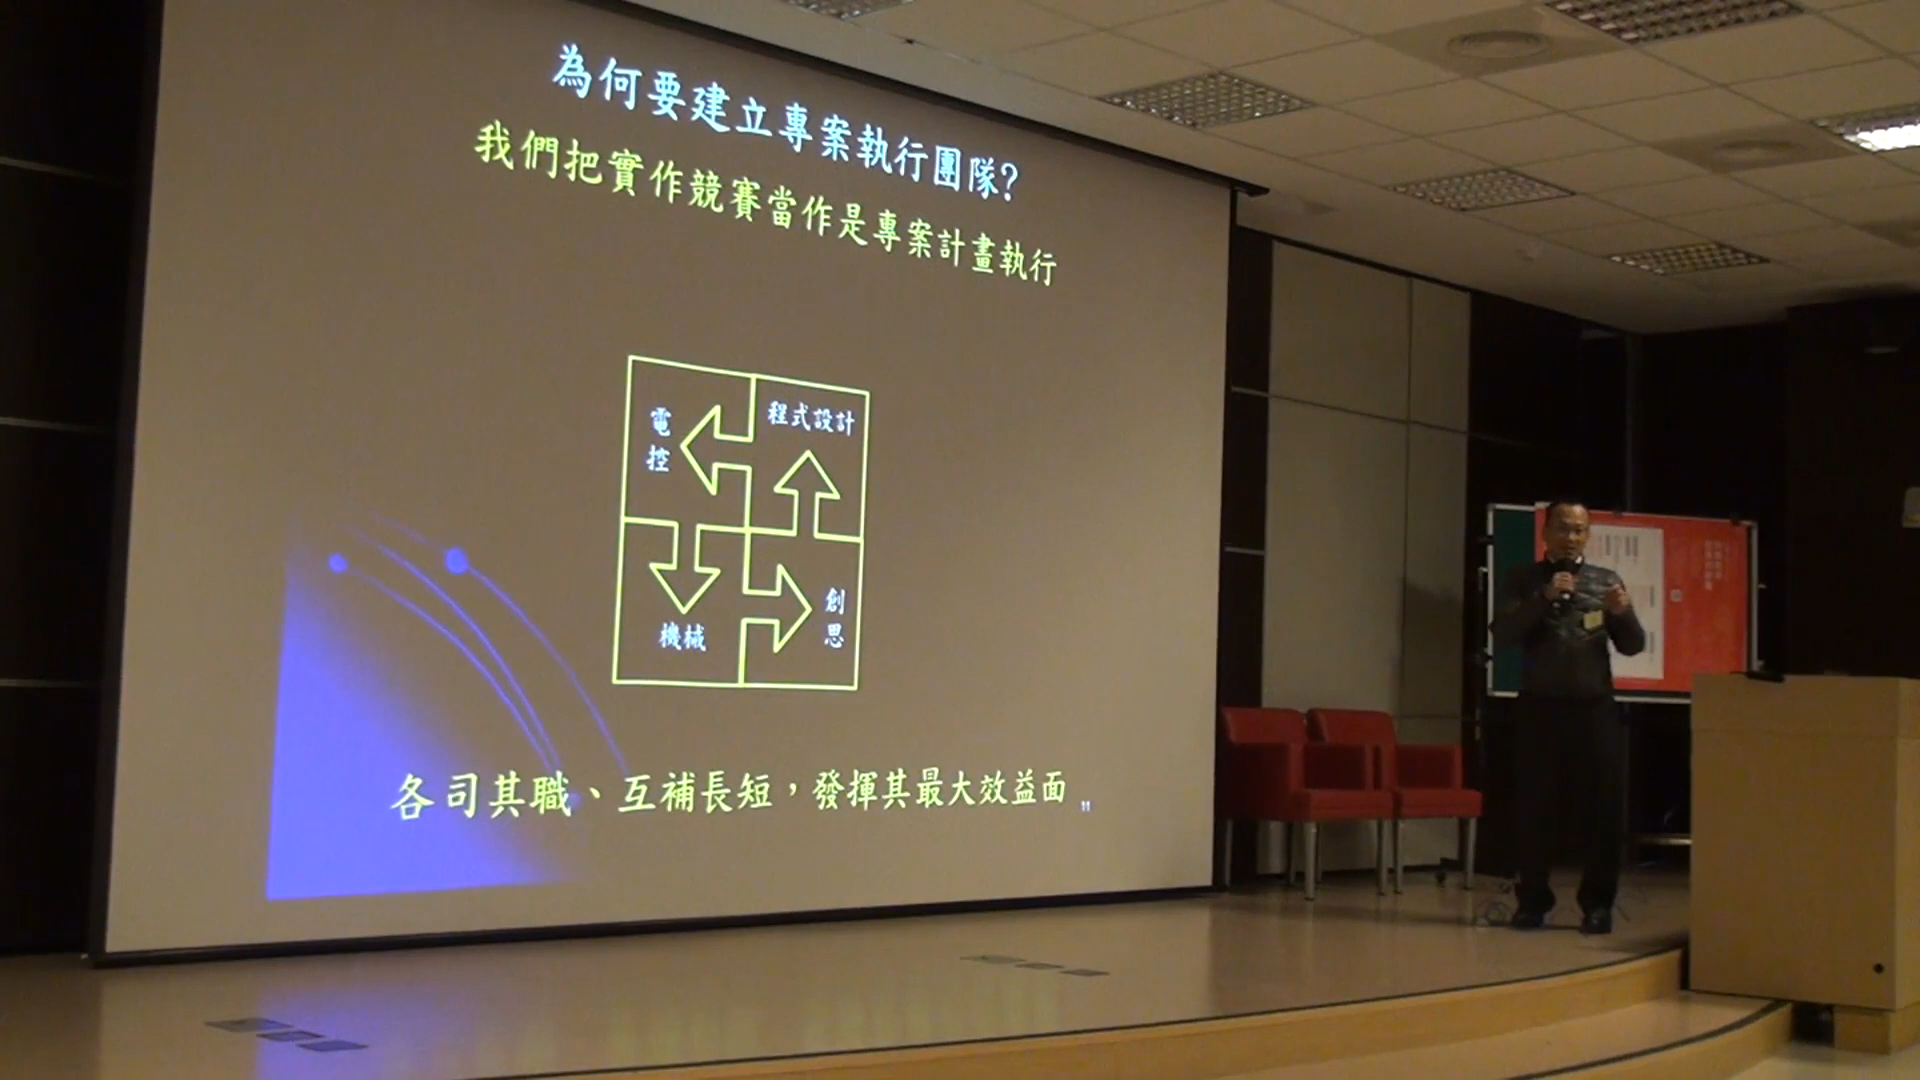 為何要建立專案執行團隊?
我們把實作競賽當作是專案計畫執行
電控
程式設計
機械
創思
各司其職、互補長短，發揮其最大效益面
11